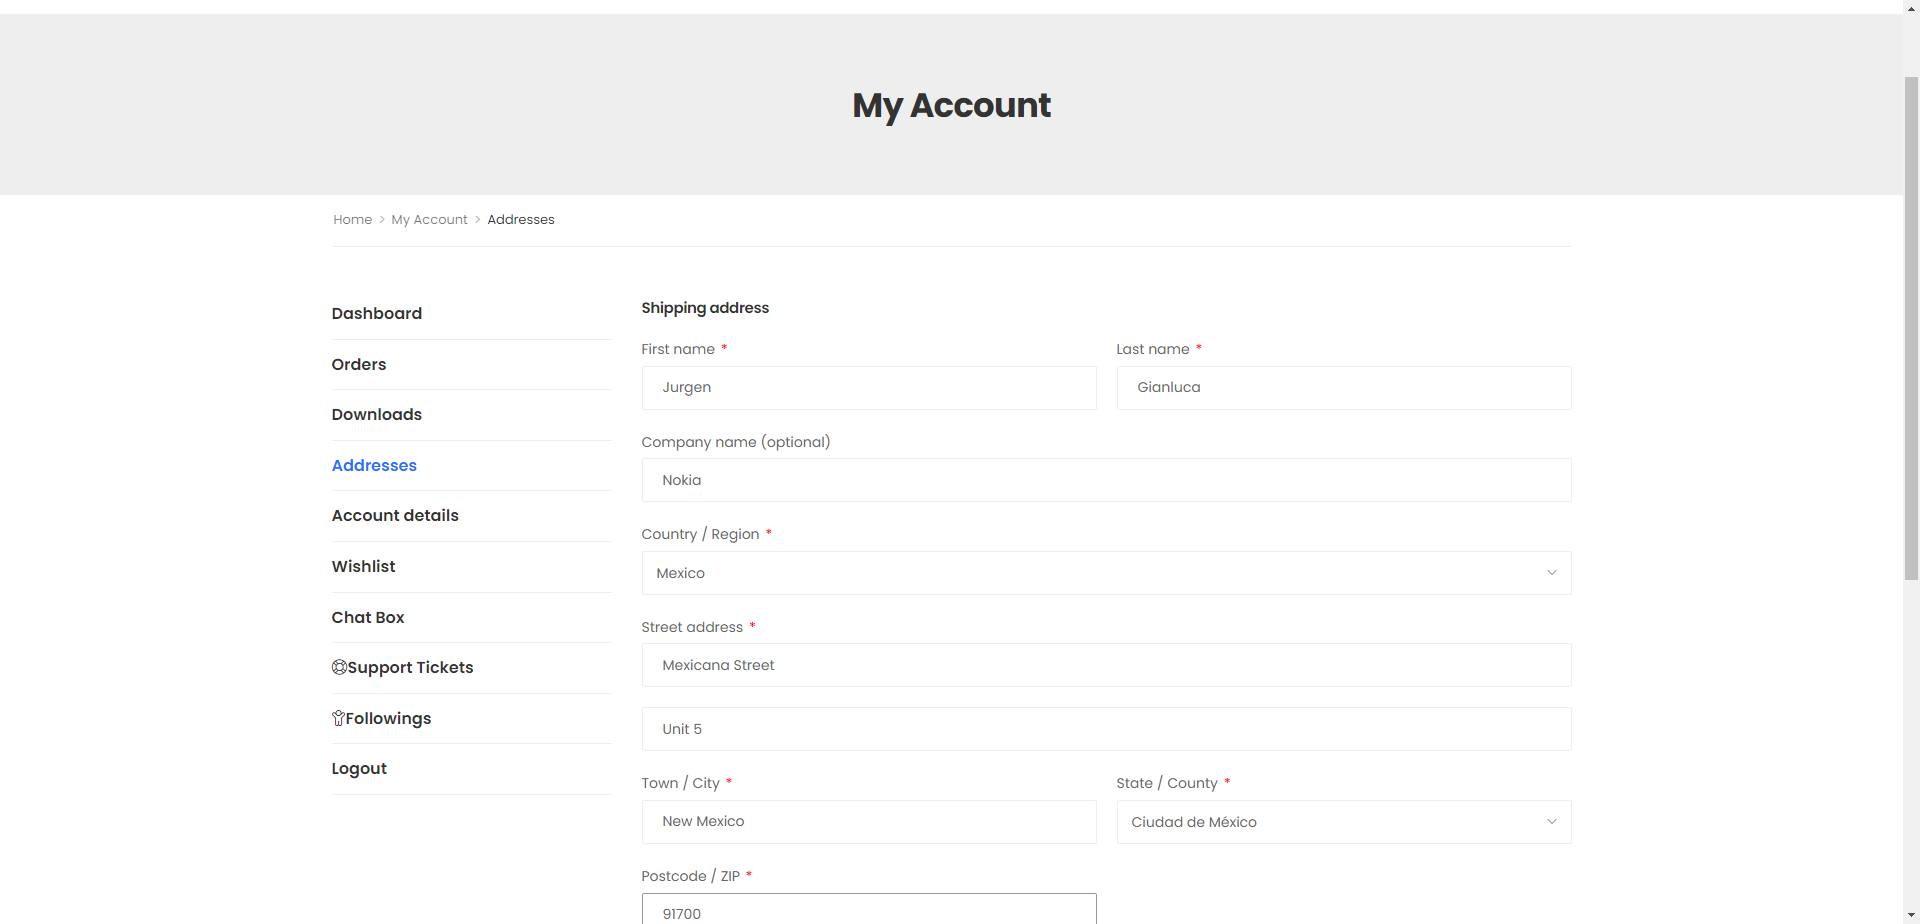 My Account
Home > My Account > Addresses
Dashboard
Orders
Downloads
Addresses
Account details
Wishlist
Chat Box
Support Tickets
Followings
Logout
Shipping address
First name *
Jurgen
Last name *
Gianluca
Company name (optional)
Nokia
Country / Region *
Mexico
Street address *
Mexicana Street
Unit 5
Town / City *
New Mexico
State / County *
Ciudad de México
Postcode / ZIP *
91700